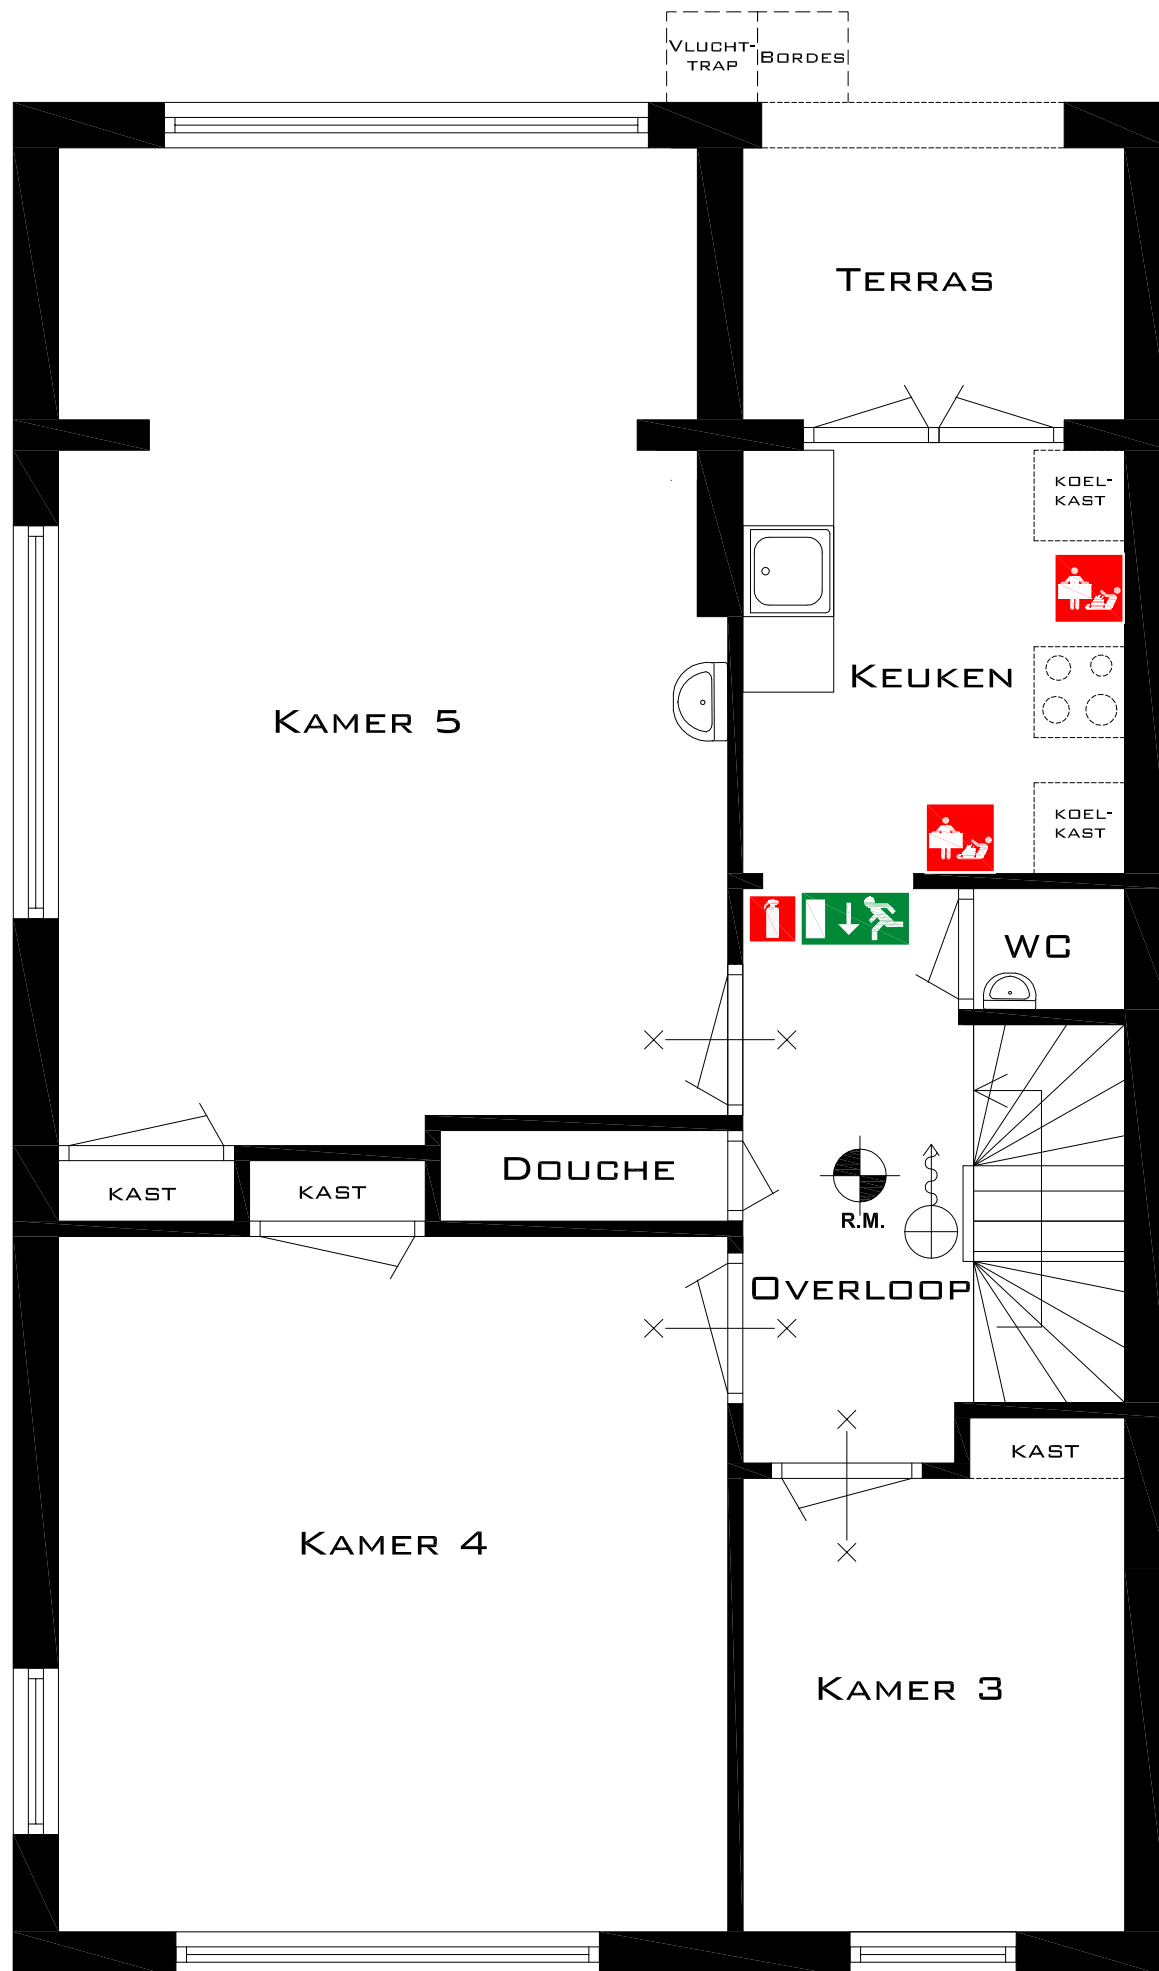 VLUCHT-
TRAP
BORDES
TERRAS
KOEL-
KAST
KEUKEN
KAMER 5
KOEL-
KAST
WC
DOUCHE
KAST
KAST
R.M.
OVERLOOP
KAST
KAMER 4
KAMER 3